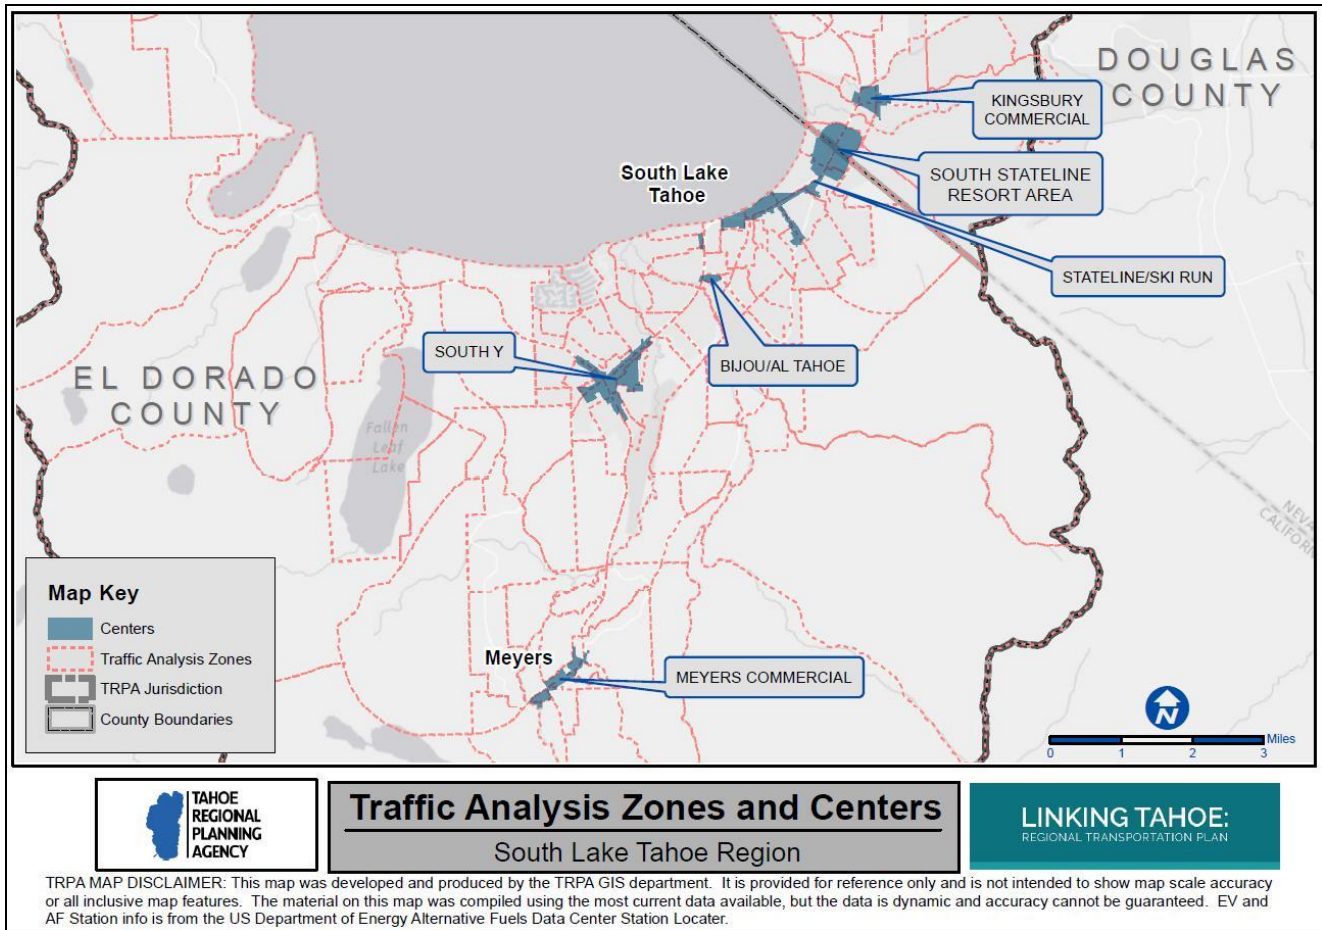 DOUGLAS
COUNTY
KINGSBURY
COMMERCIAL
South Lake
Tahoe
SOUTH STATELINE
RESORT AREA
STATELINE/SKI RUN
SOUTH Y
BIJOU/AL TAHOE
EL DORADO
COUNTY
Fallen
Leaf
Lake
NEVA
CALIFORN
Map Key
Centers
Traffic Analysis Zones
TRPA Jurisdiction
County Boundaries
Meyers
MEYERS COMMERCIAL
N
Miles
0 1 2 3
TAHOE
REGIONAL
PLANNING
AGENCY
Traffic Analysis Zones and Centers
South Lake Tahoe Region
LINKING TAHOE:
REGIONAL TRANSPORTATION PLAN
TRPA MAP DISCLAIMER: This map was developed and produced by the TRPA GIS department. It is provided for reference only and is not intended to show map scale accuracy
or all inclusive map features. The material on this map was compiled using the most current data available, but the data is dynamic and accuracy cannot be guaranteed. EV and
AF Station info is from the US Department of Energy Alternative Fuels Data Center Station Locater.